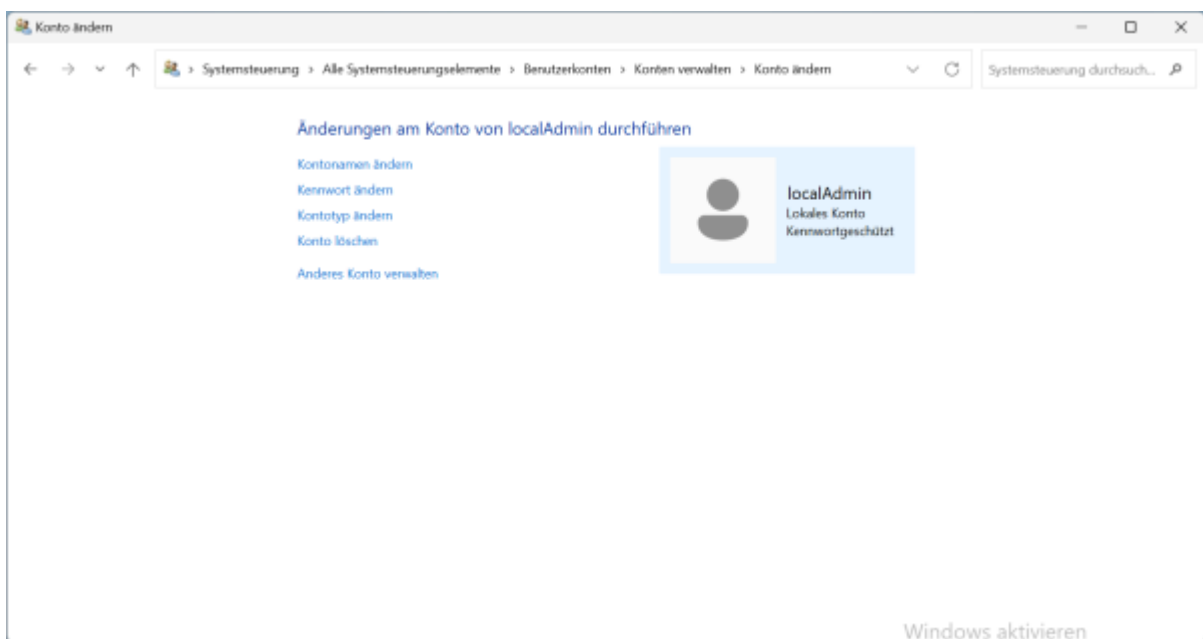 Konto ändern
Systemsteuerung > Alle Systemsteuerungselemente > Benutzerkonten > Konten verwalten > Konto ändern
Systemsteuerung durchsuch...
Änderungen am Konto von localAdmin durchführen
Kontonamen ändern
Kennwort ändern
Kontotyp ändern
Konto löschen
Anderes Konto verwalten
localAdmin
Lokales Konto
Kennwortgeschützt
Windows aktivieren